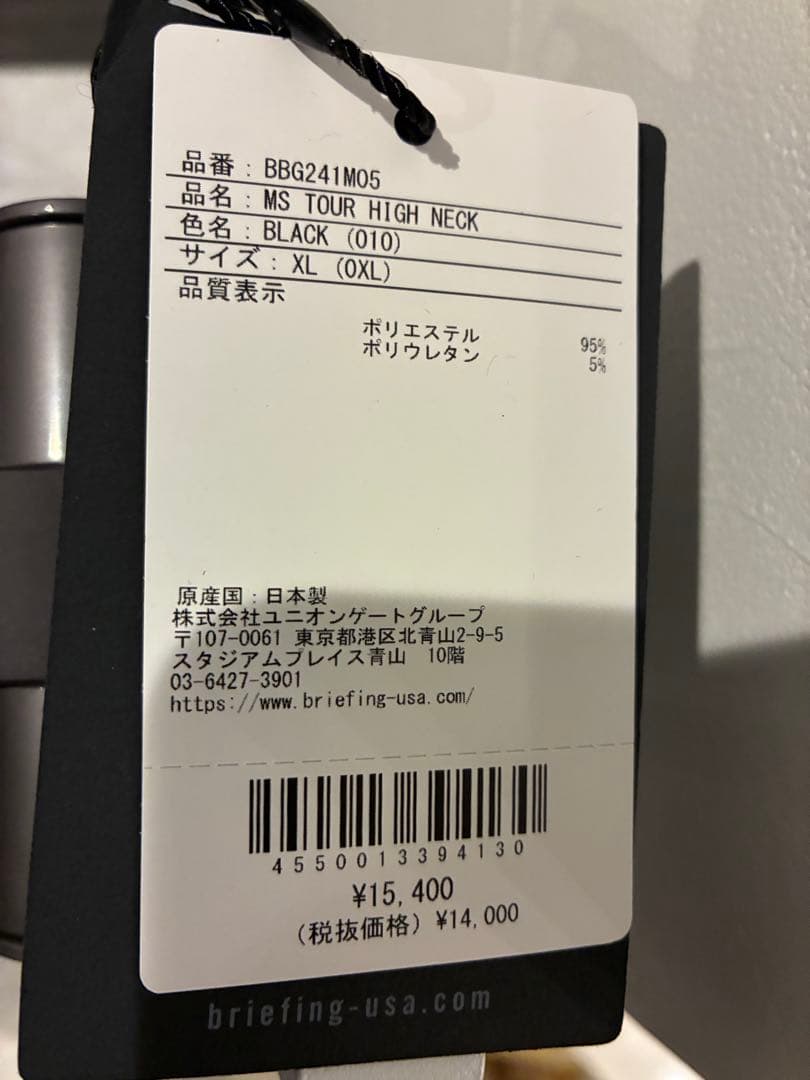 品番：BBG241M05
品名：MS TOUR HIGH NECK
色名：BLACK (010)
サイズ：XL (0XL)
品質表示
ポリエステル 95%
ポリウレタン 5%
原産国：日本製
株式会社ユニオンゲートグループ
〒107-0061 東京都港区北青山2-9-5
スタジアムプレイス青山 10階
03-6427-3901
https://www.briefing-usa.com/
4550013394130
¥15,400
(税抜価格) ¥14,000
briefing-usa.com